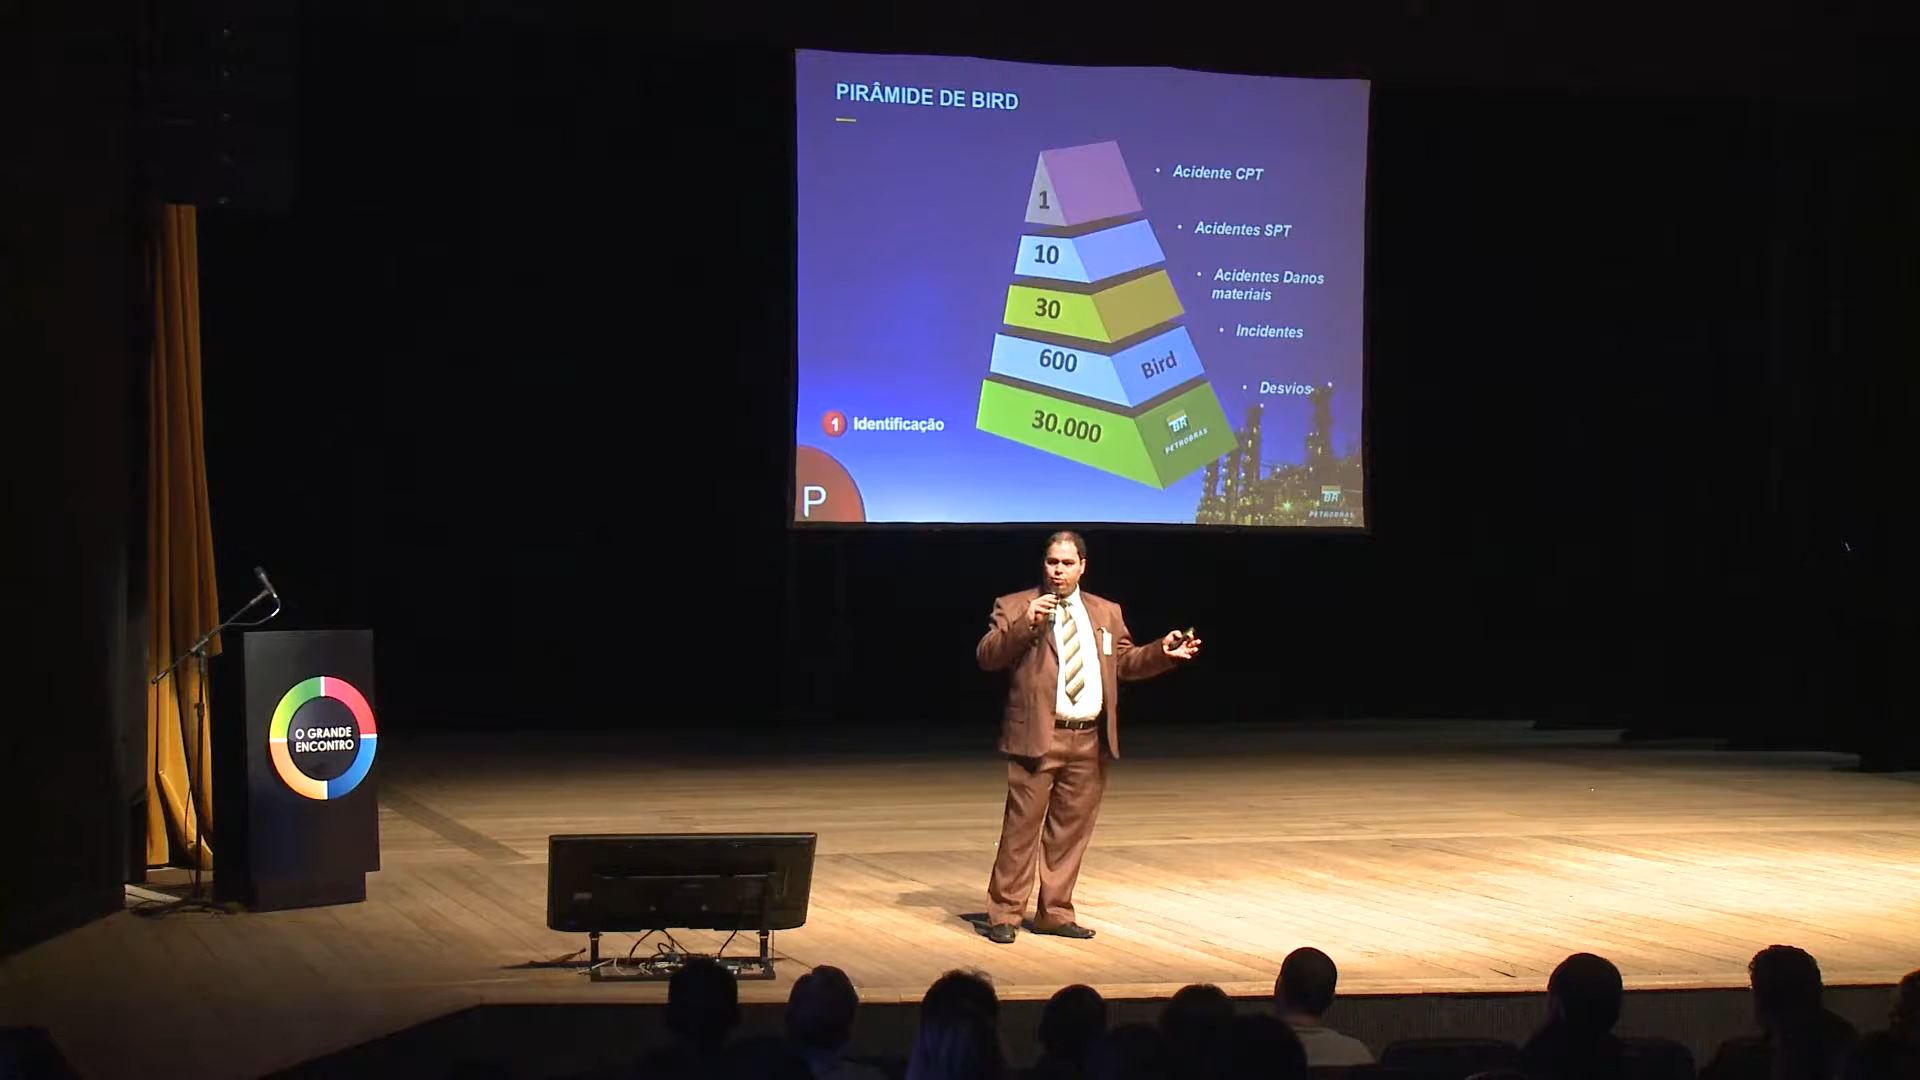 PIRÂMIDE DE BIRD
1
• Acidente CPT
10
• Acidentes SPT
30
• Acidentes Danos
materiais
600
Bird
• Incidentes
30.000
BR
PETROBRAS
• Desvios
1 Identificação
P
BR
PETROBRAS
O GRANDE
ENCONTRO